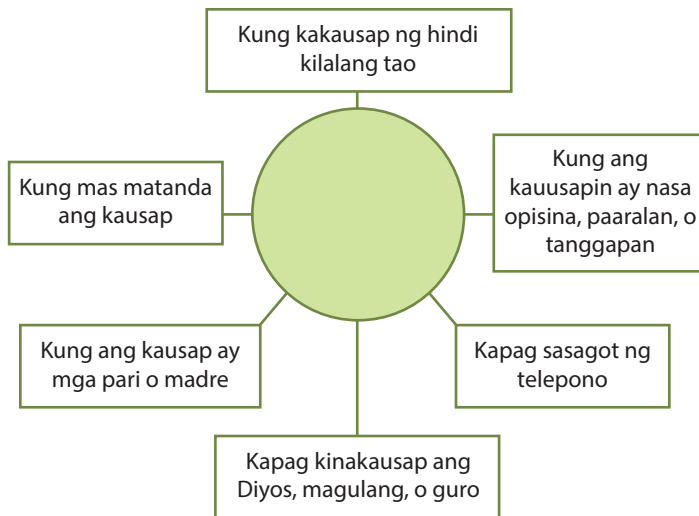 Kung kakausap ng hindi
kilalang tao
Kung mas matanda
ang kausap
Kung ang
kauusapin ay nasa
opisina, paaralan, o
tanggapan
Kung ang kausap ay
mga pari o madre
Kapag sasagot ng
telepono
Kapag kinakausap ang
Diyos, magulang, o guro